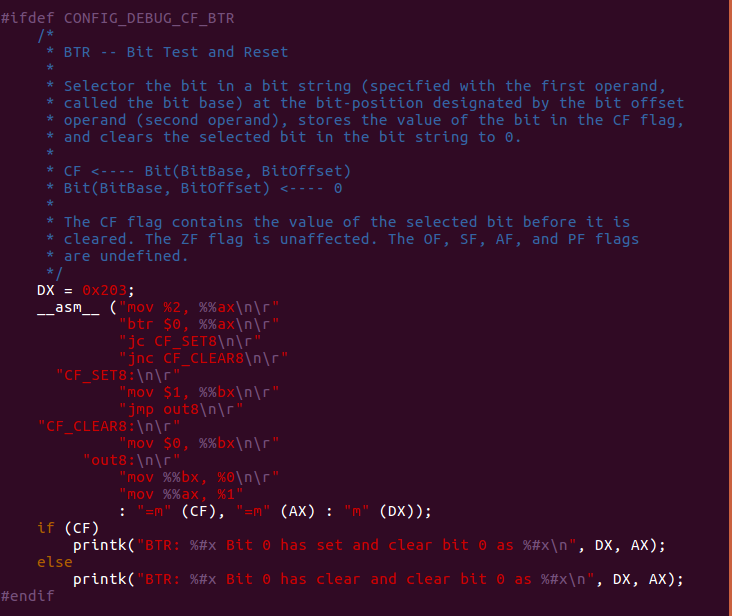 #ifdef CONFIG_DEBUG_CF_BTR
    /*
     * BTR -- Bit Test and Reset
     *
     * Selector the bit in a bit string (specified with the first operand,
     * called the bit base) at the bit-position designated by the bit offset
     * operand (second operand), stores the value of the bit in the CF flag,
     * and clears the selected bit in the bit string to 0.
     *
     * CF <---- Bit(BitBase, BitOffset)
     * Bit(BitBase, BitOffset) <---- 0
     *
     * The CF flag contains the value of the selected bit before it is
     * cleared. The ZF flag is unaffected. The OF, SF, AF, and PF flags
     * are undefined.
     */
    DX = 0x203;
    __asm__ ("mov %2, %%ax\n\r"
             "btr $0, %%ax\n\r"
             "jc CF_SET8\n\r"
             "jnc CF_CLEAR8\n\r"
      "CF_SET8:\n\r"
             "mov $1, %%bx\n\r"
             "jmp out8\n\r"
    "CF_CLEAR8:\n\r"
             "mov $0, %%bx\n\r"
         "out8:\n\r"
             "mov %%bx, %0\n\r"
             "mov %%ax, %1"
             : "=m" (CF), "=m" (AX) : "m" (DX));
    if (CF)
        printk("BTR: %#x Bit 0 has set and clear bit 0 as %#x\n", DX, AX);
    else
        printk("BTR: %#x Bit 0 has clear and clear bit 0 as %#x\n", DX, AX);
#endif